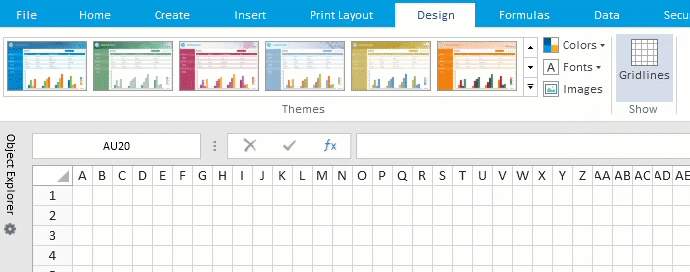 File Home Create Insert Print Layout Design Formulas Data Secu
Colors
Fonts
Images
Gridlines
Themes Show
Object Explorer
AU20 fx
A B C D E F G H I J K L M N O P Q R S T U V W X Y Z AA AB AC AD AE
1
2
3
4